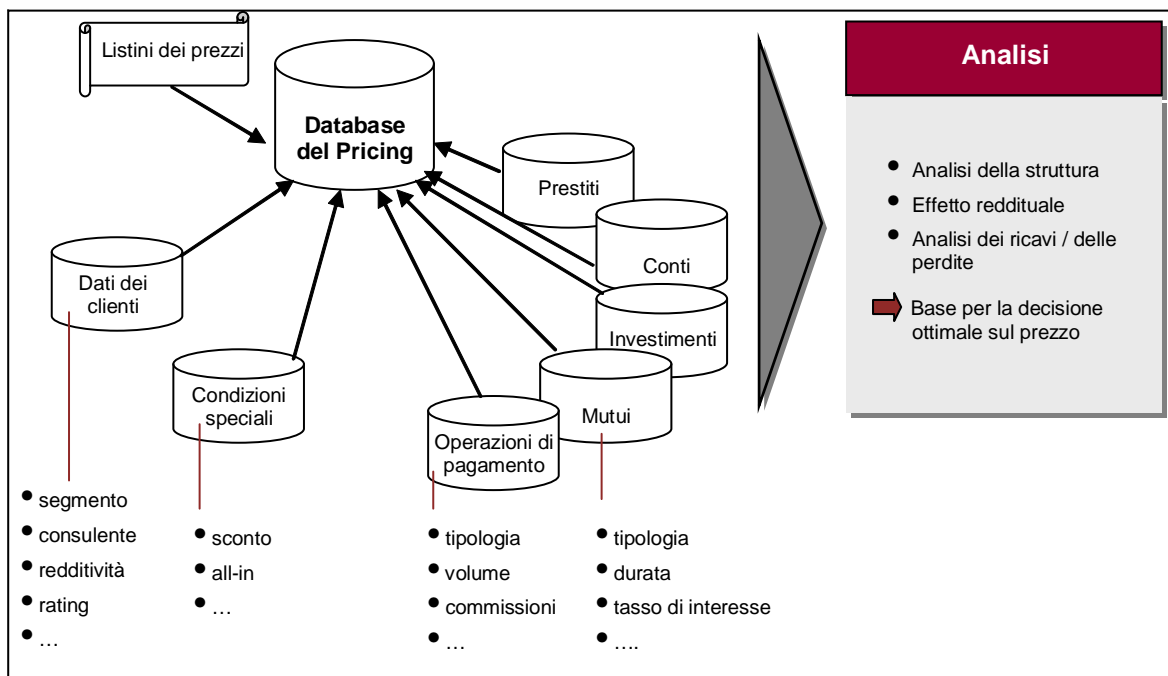 Listini dei prezzi
Database
del Pricing
Prestiti
Conti
Investimenti
Mutui
Operazioni di
pagamento
Condizioni
speciali
Dati dei
clienti
• segmento
• consulente
• redditività
• rating
• …
• sconto
• all-in
• …
• tipologia
• volume
• commissioni
• …
• tipologia
• durata
• tasso di interesse
• ….
Analisi
• Analisi della struttura
• Effetto reddituale
• Analisi dei ricavi / delle
perdite
Base per la decisione
ottimale sul prezzo